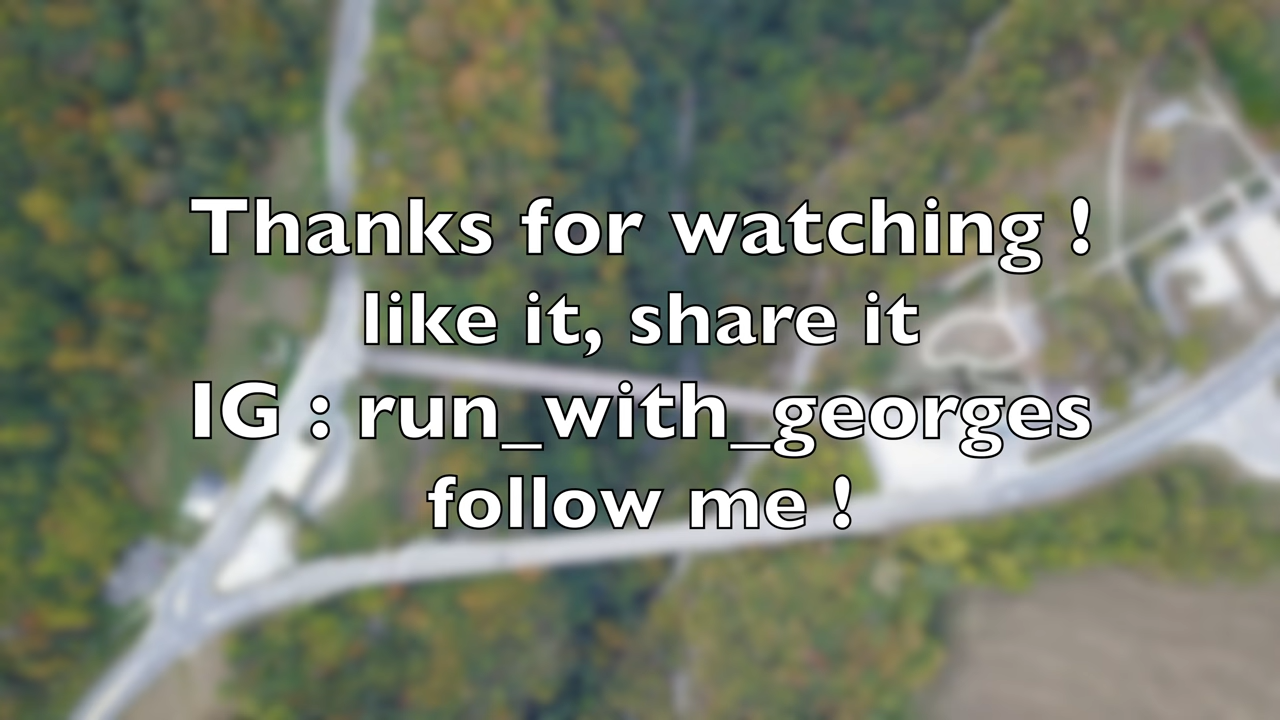 Thanks for watching !
like it, share it
IG : run_with_georges
follow me !